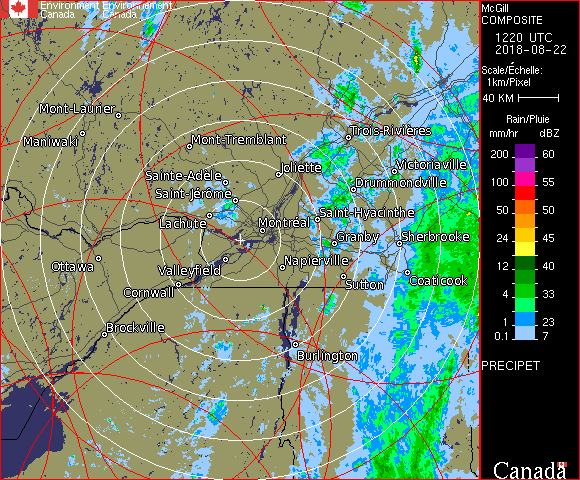 Environment Environnement
Canada Canada
McGill
COMPOSITE
1220 UTC
2018-08-22
Scale/Échelle:
1km/Pixel
40 KM
Rain/Pluie
mm/hr dBZ
200 60
100 55
50 50
24 45
12 40
4 33
1 23
0.1 7
PRECIPET
Canada
Mont-Laurier
Maniwaki
Mont-Tremblant
Trois-Rivières
Joliette
Victoriaville
Sainte-Adèle
Drummondville
Saint-Jérôme
Saint-Hyacinthe
Lachute
Montréal
Granby
Sherbrooke
Ottawa
Valleyfield
Napierville
Sutton
Coaticook
Cornwall
Brockville
Burlington